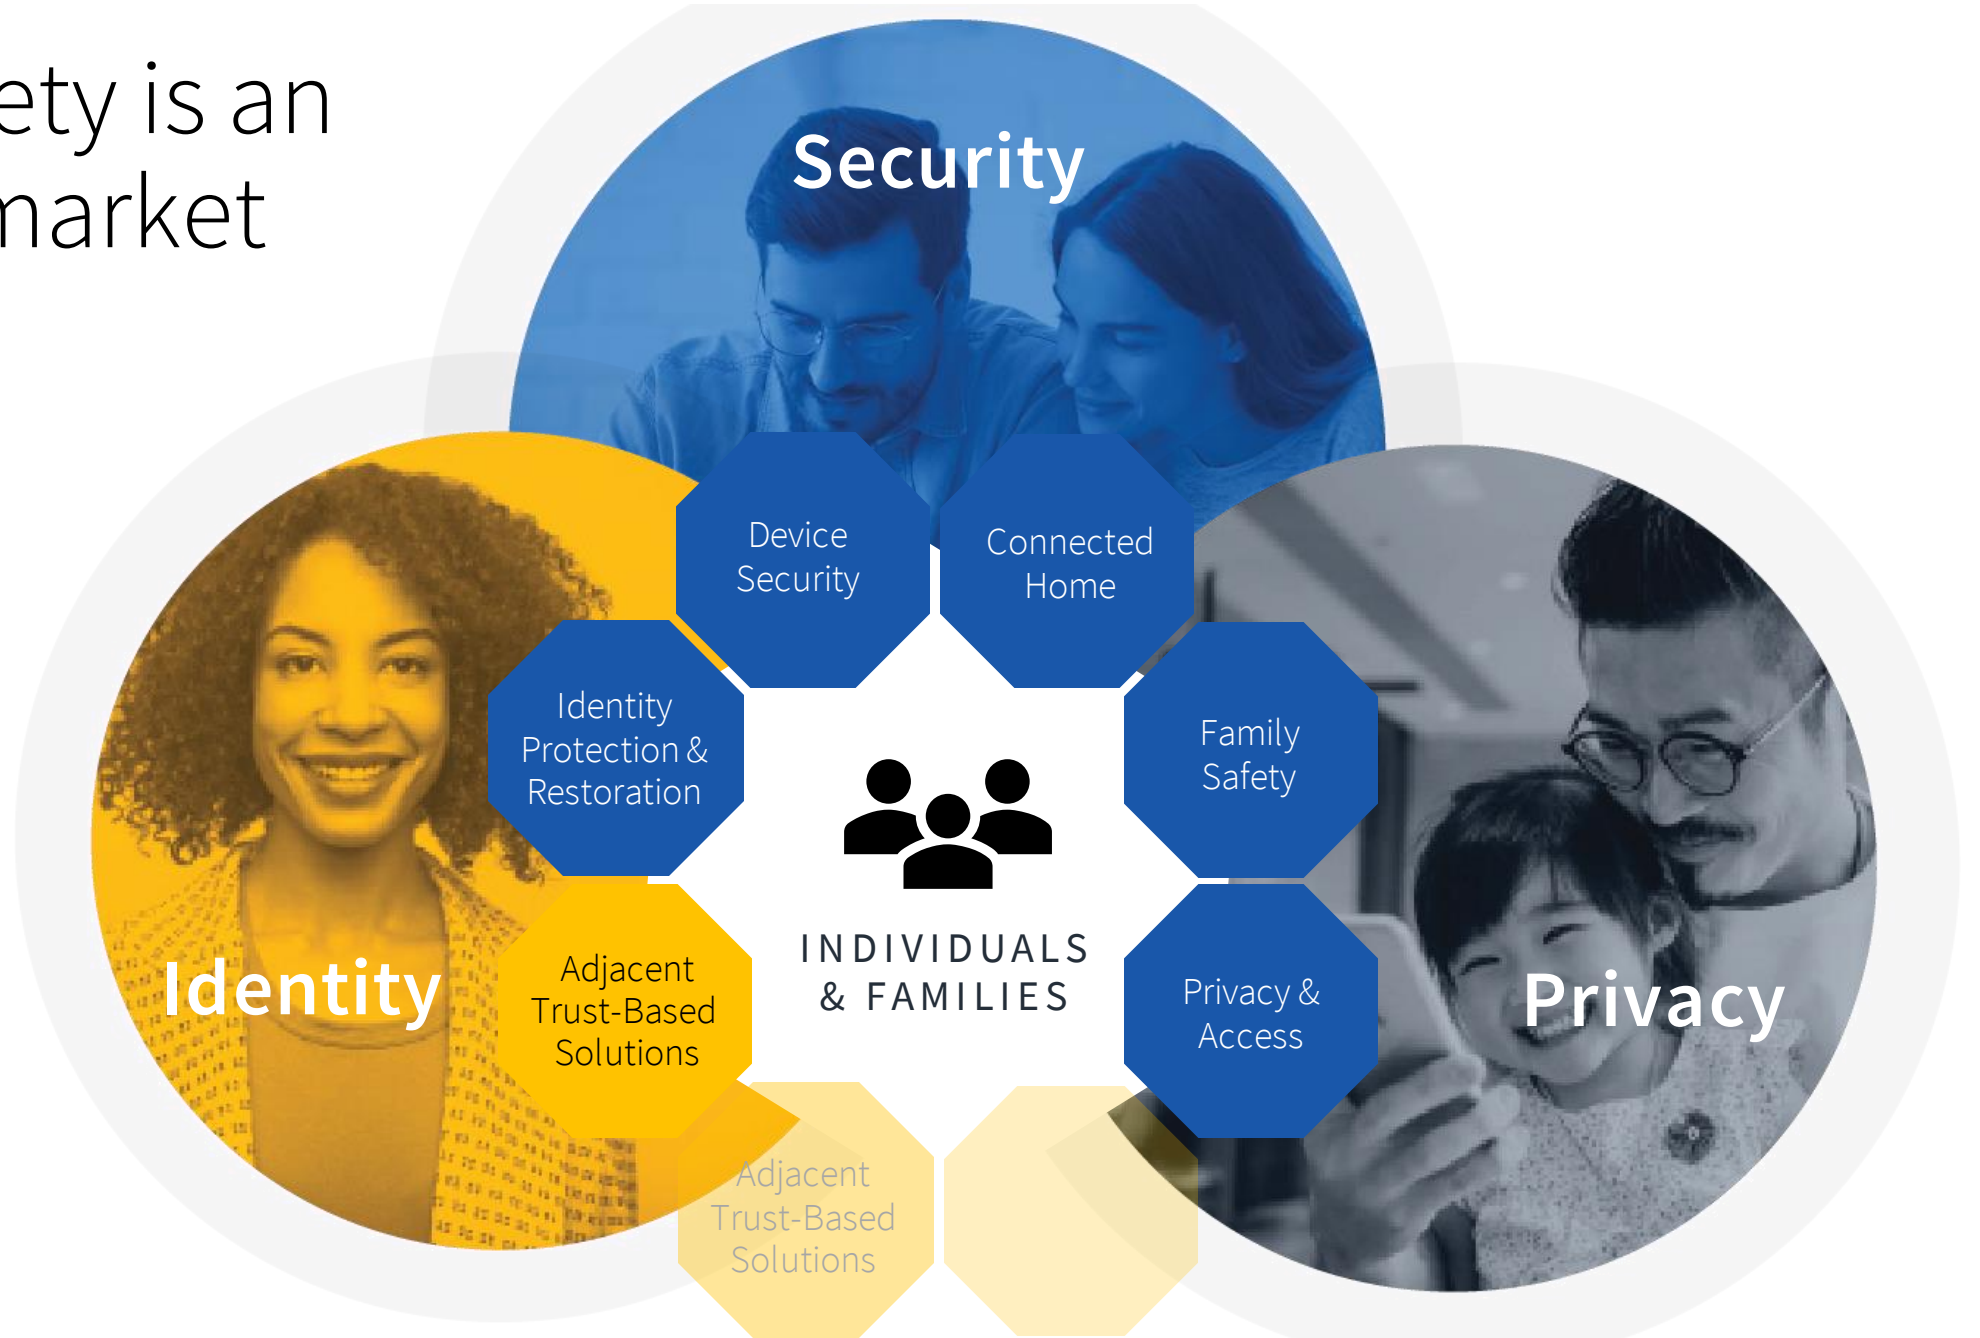 ety is an
market
Security
Device
Security
Connected
Home
Identity
Protection &
Restoration
Family
Safety
INDIVIDUALS
& FAMILIES
Identity
Adjacent
Trust-Based
Solutions
Privacy &
Access
Privacy
Adjacent
Trust-Based
Solutions